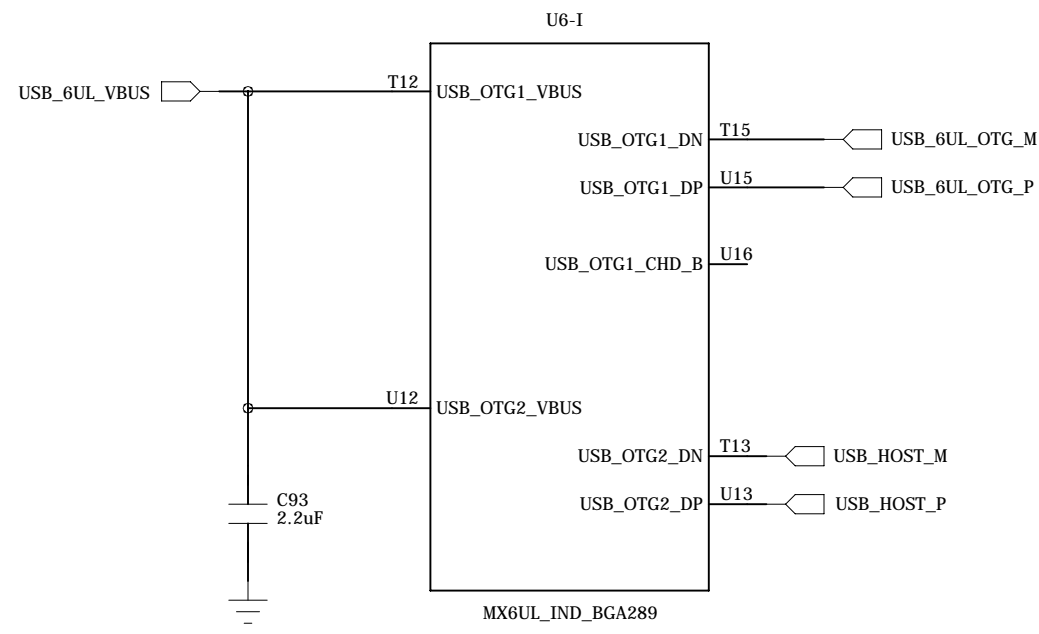 U6-I
USB_6UL_VBUS
T12
USB_OTG1_VBUS
USB_OTG1_DN
T15
USB_6UL_OTG_M
USB_OTG1_DP
U15
USB_6UL_OTG_P
USB_OTG1_CHD_B
U16
U12
USB_OTG2_VBUS
USB_OTG2_DN
T13
USB_HOST_M
USB_OTG2_DP
U13
USB_HOST_P
C93
2.2uF
MX6UL_IND_BGA289